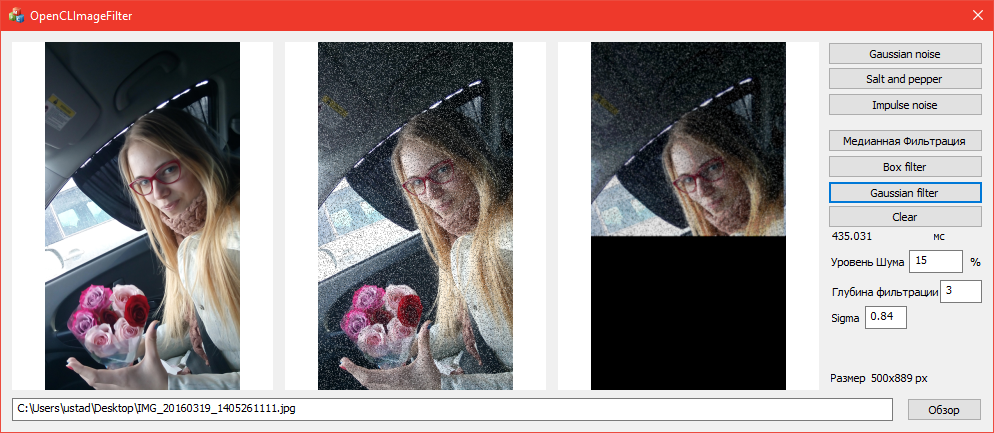 OpenCLImageFilter
Gaussian noise
Salt and pepper
Impulse noise
Медианная Фильтрация
Box filter
Gaussian filter
Clear
435.031 мс
Уровень Шума 15 %
Глубина фильтрации 3
Sigma 0.84
Размер 500x889 px
C:\Users\ustad\Desktop\IMG_20160319_1405261111.jpg
Обзор